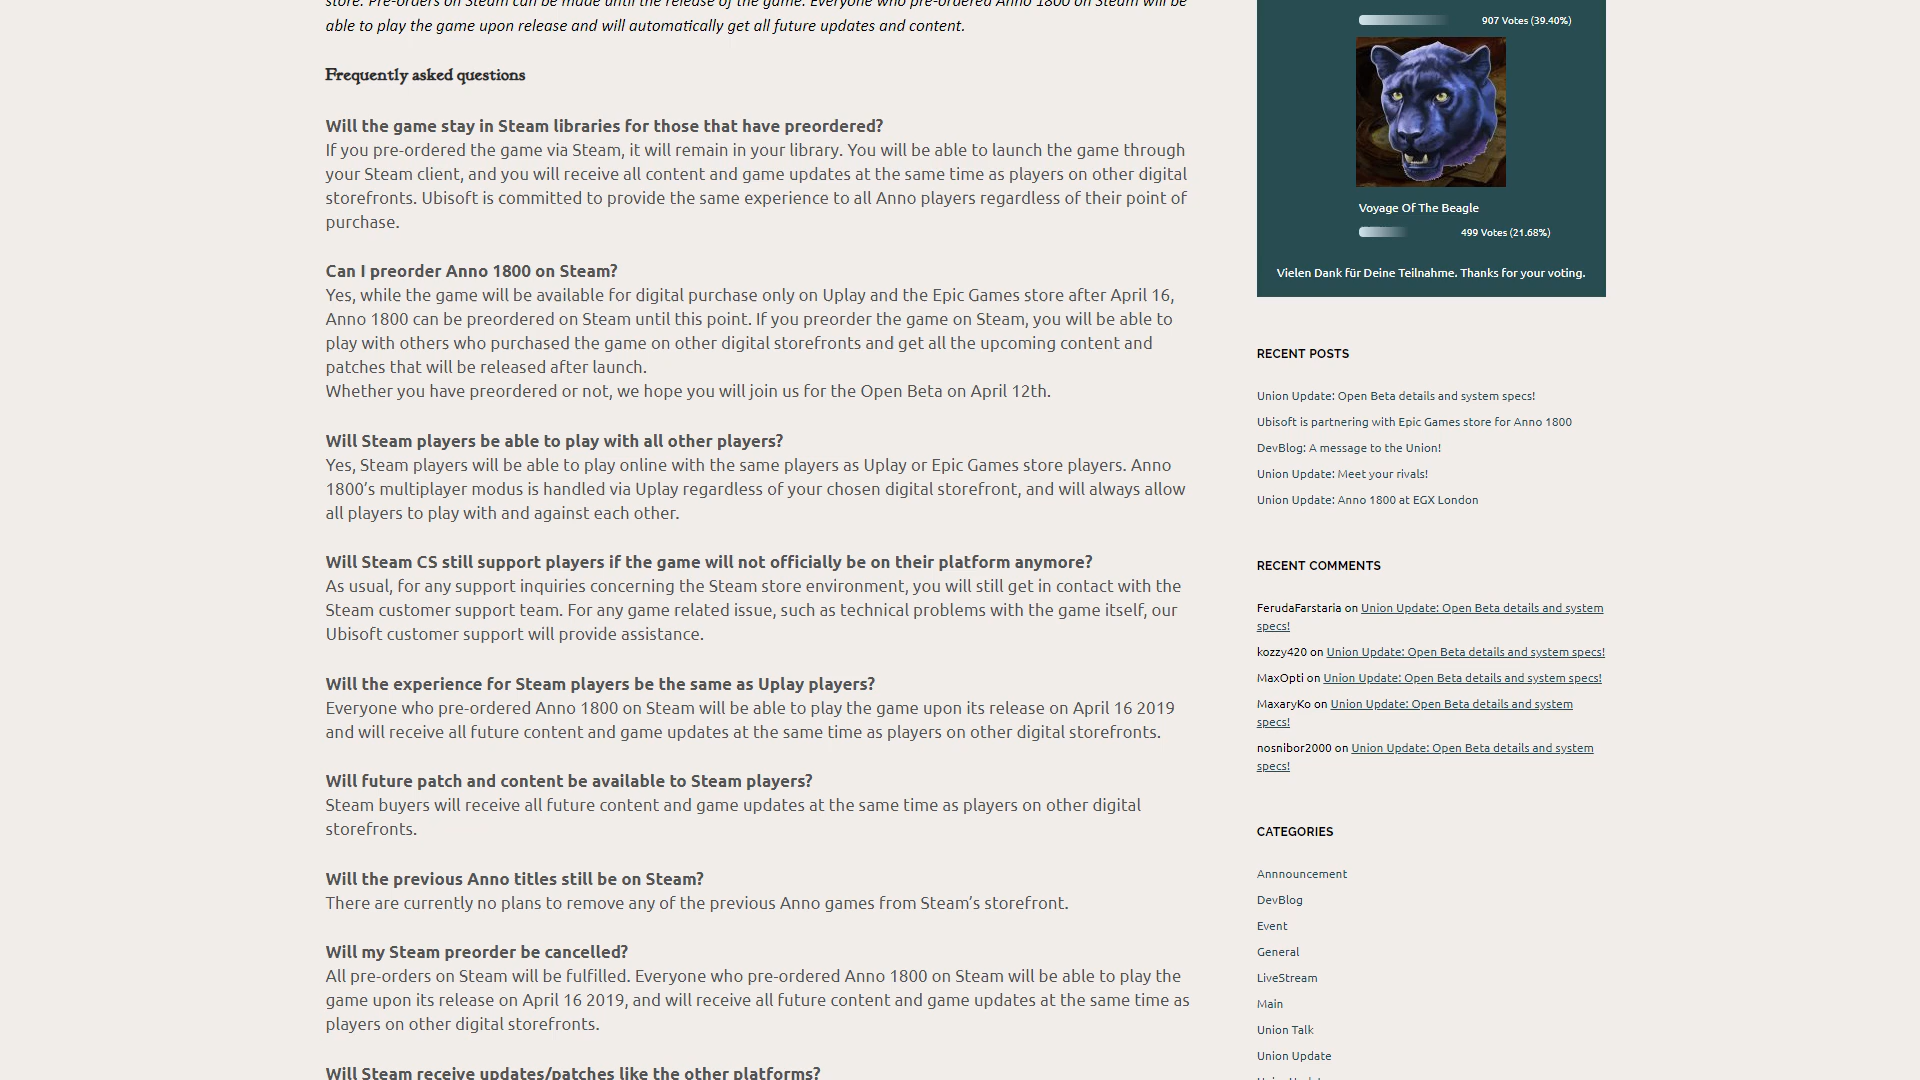 store. Pre-orders on Steam can be made until the release of the game. Everyone who pre-ordered Anno 1800 on Steam will be
able to play the game upon release and will automatically get all future updates and content.
Frequently asked questions
Will the game stay in Steam libraries for those that have preordered?
If you pre-ordered the game via Steam, it will remain in your library. You will be able to launch the game through
your Steam client, and you will receive all content and game updates at the same time as players on other digital
storefronts. Ubisoft is committed to provide the same experience to all Anno players regardless of their point of
purchase.
Can I preorder Anno 1800 on Steam?
Yes, while the game will be available for digital purchase only on Uplay and the Epic Games store after April 16,
Anno 1800 can be preordered on Steam until this point. If you preorder the game on Steam, you will be able to
play with others who purchased the game on other digital storefronts and get all the upcoming content and
patches that will be released after launch.
Whether you have preordered or not, we hope you will join us for the Open Beta on April 12th.
Will Steam players be able to play with all other players?
Yes, Steam players will be able to play online with the same players as Uplay or Epic Games store players. Anno
1800’s multiplayer modus is handled via Uplay regardless of your chosen digital storefront, and will always allow
all players to play with and against each other.
Will Steam CS still support players if the game will not officially be on their platform anymore?
As usual, for any support inquiries concerning the Steam store environment, you will still get in contact with the
Steam customer support team. For any game related issue, such as technical problems with the game itself, our
Ubisoft customer support will provide assistance.
Will the experience for Steam players be the same as Uplay players?
Everyone who pre-ordered Anno 1800 on Steam will be able to play the game upon its release on April 16 2019
and will receive all future content and game updates at the same time as players on other digital storefronts.
Will future patch and content be available to Steam players?
Steam buyers will receive all future content and game updates at the same time as players on other digital
storefronts.
Will the previous Anno titles still be on Steam?
There are currently no plans to remove any of the previous Anno games from Steam’s storefront.
Will my Steam preorder be cancelled?
All pre-orders on Steam will be fulfilled. Everyone who pre-ordered Anno 1800 on Steam will be able to play the
game upon its release on April 16 2019, and will receive all future content and game updates at the same time as
players on other digital storefronts.
Will Steam receive updates/patches like the other platforms?
907 Votes (39.40%)
Voyage Of The Beagle
499 Votes (21.68%)
Vielen Dank für Deine Teilnahme. Thanks for your voting.
RECENT POSTS
Union Update: Open Beta details and system specs!
Ubisoft is partnering with Epic Games store for Anno 1800
DevBlog: A message to the Union!
Union Update: Meet your rivals!
Union Update: Anno 1800 at EGX London
RECENT COMMENTS
FerudaFarstaria on Union Update: Open Beta details and system
specs!
kozzy420 on Union Update: Open Beta details and system specs!
MaxOpti on Union Update: Open Beta details and system specs!
MaxaryKo on Union Update: Open Beta details and system
specs!
nosnibor2000 on Union Update: Open Beta details and system
specs!
CATEGORIES
Annnouncement
DevBlog
Event
General
LiveStream
Main
Union Talk
Union Update